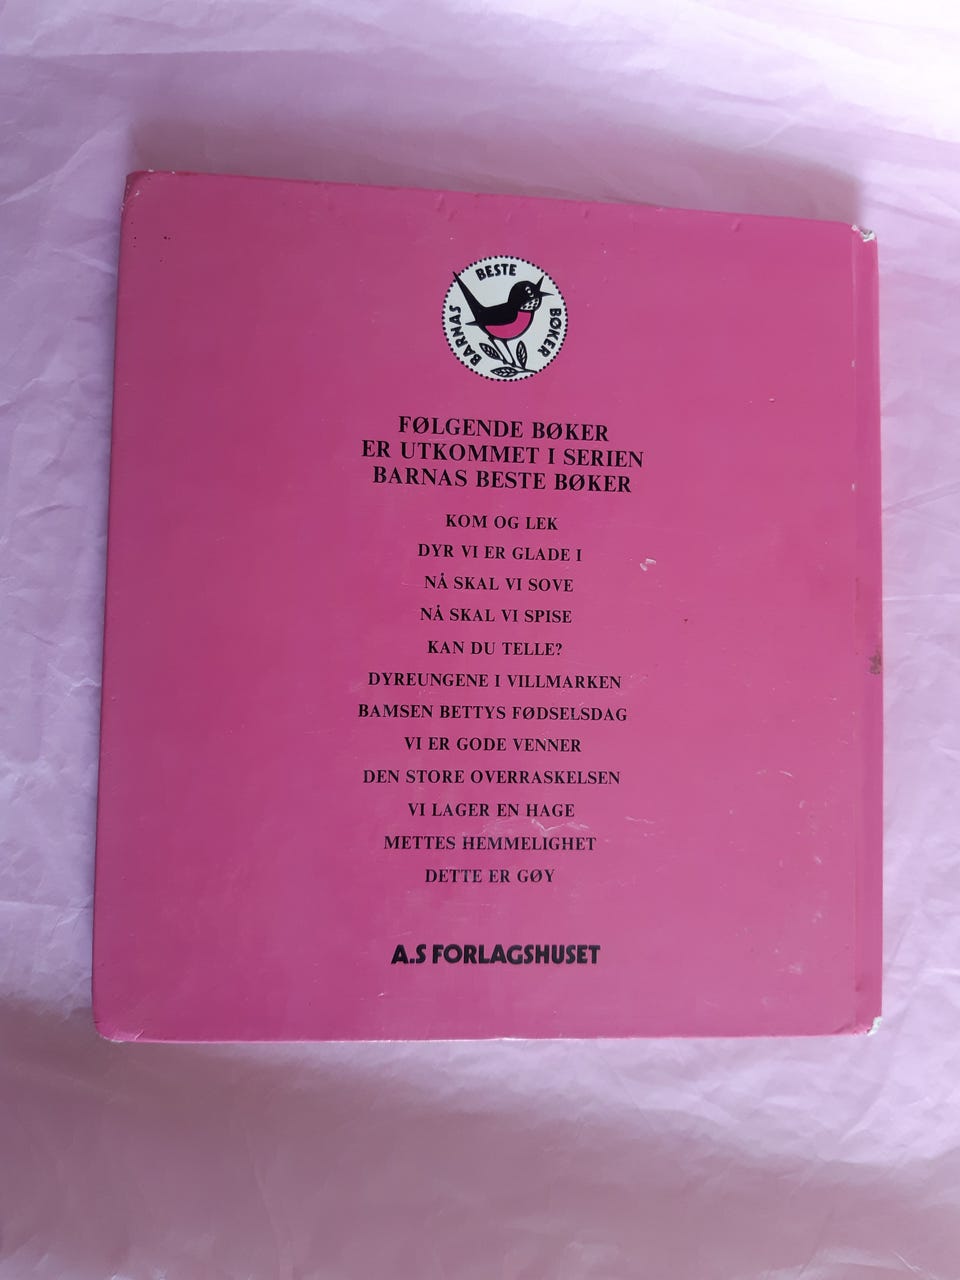 BARNAS BESTE BØKER
FØLGENDE BØKER
ER UTKOMMET I SERIEN
BARNAS BESTE BØKER
KOM OG LEK
DYR VI ER GLADE I
NÅ SKAL VI SOVE
NÅ SKAL VI SPISE
KAN DU TELLE?
DYREUNGENE I VILLMARKEN
BAMSEN BETTYS FØDSELSDAG
VI ER GODE VENNER
DEN STORE OVERRASKELSEN
VI LAGER EN HAGE
METTES HEMMELIGHET
DETTE ER GØY
A.S FORLAGSHUSET